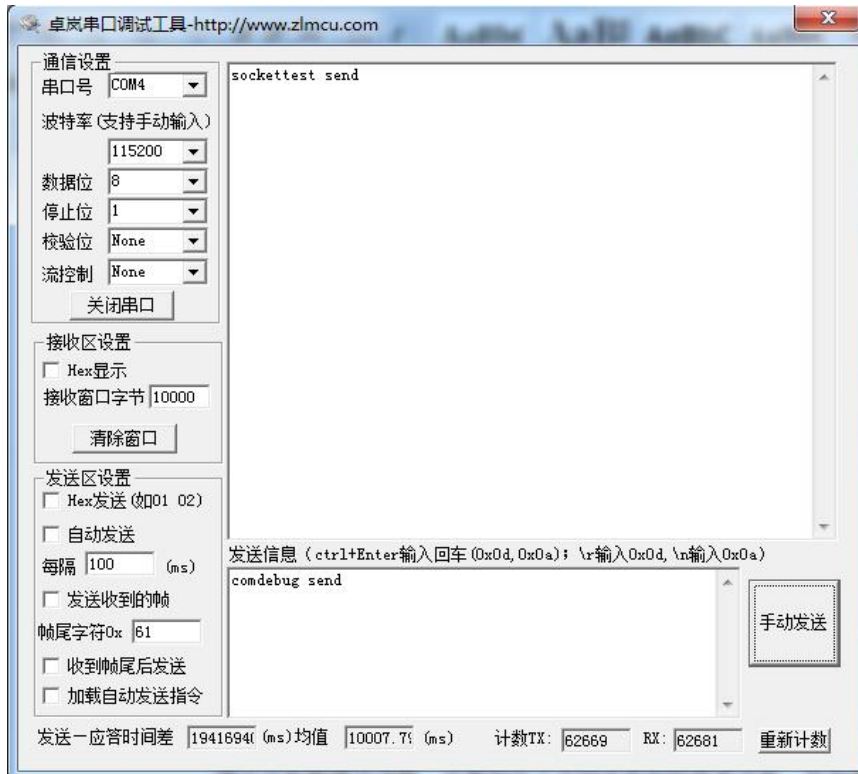 卓岚串口调试工具-http://www.zlmcu.com
通信设置
串口号 COM4
波特率(支持手动输入)
115200
数据位 8
停止位 1
校验位 None
流控制 None
关闭串口
接收区设置
Hex显示
接收窗口字节 10000
清除窗口
发送区设置
Hex发送(如01 02)
自动发送
每隔 100 (ms)
发送收到的帧
帧尾字符0x 61
收到帧尾后发送
加载自动发送指令
sockettest send
发送信息(ctrl+Enter输入回车(0x0d,0x0a); \r输入0x0d,\n输入0x0a)
comdebug send
手动发送
发送一应答时间差 (ms)均值 (ms) 计数TX: 62669 RX: 62681 重新计数